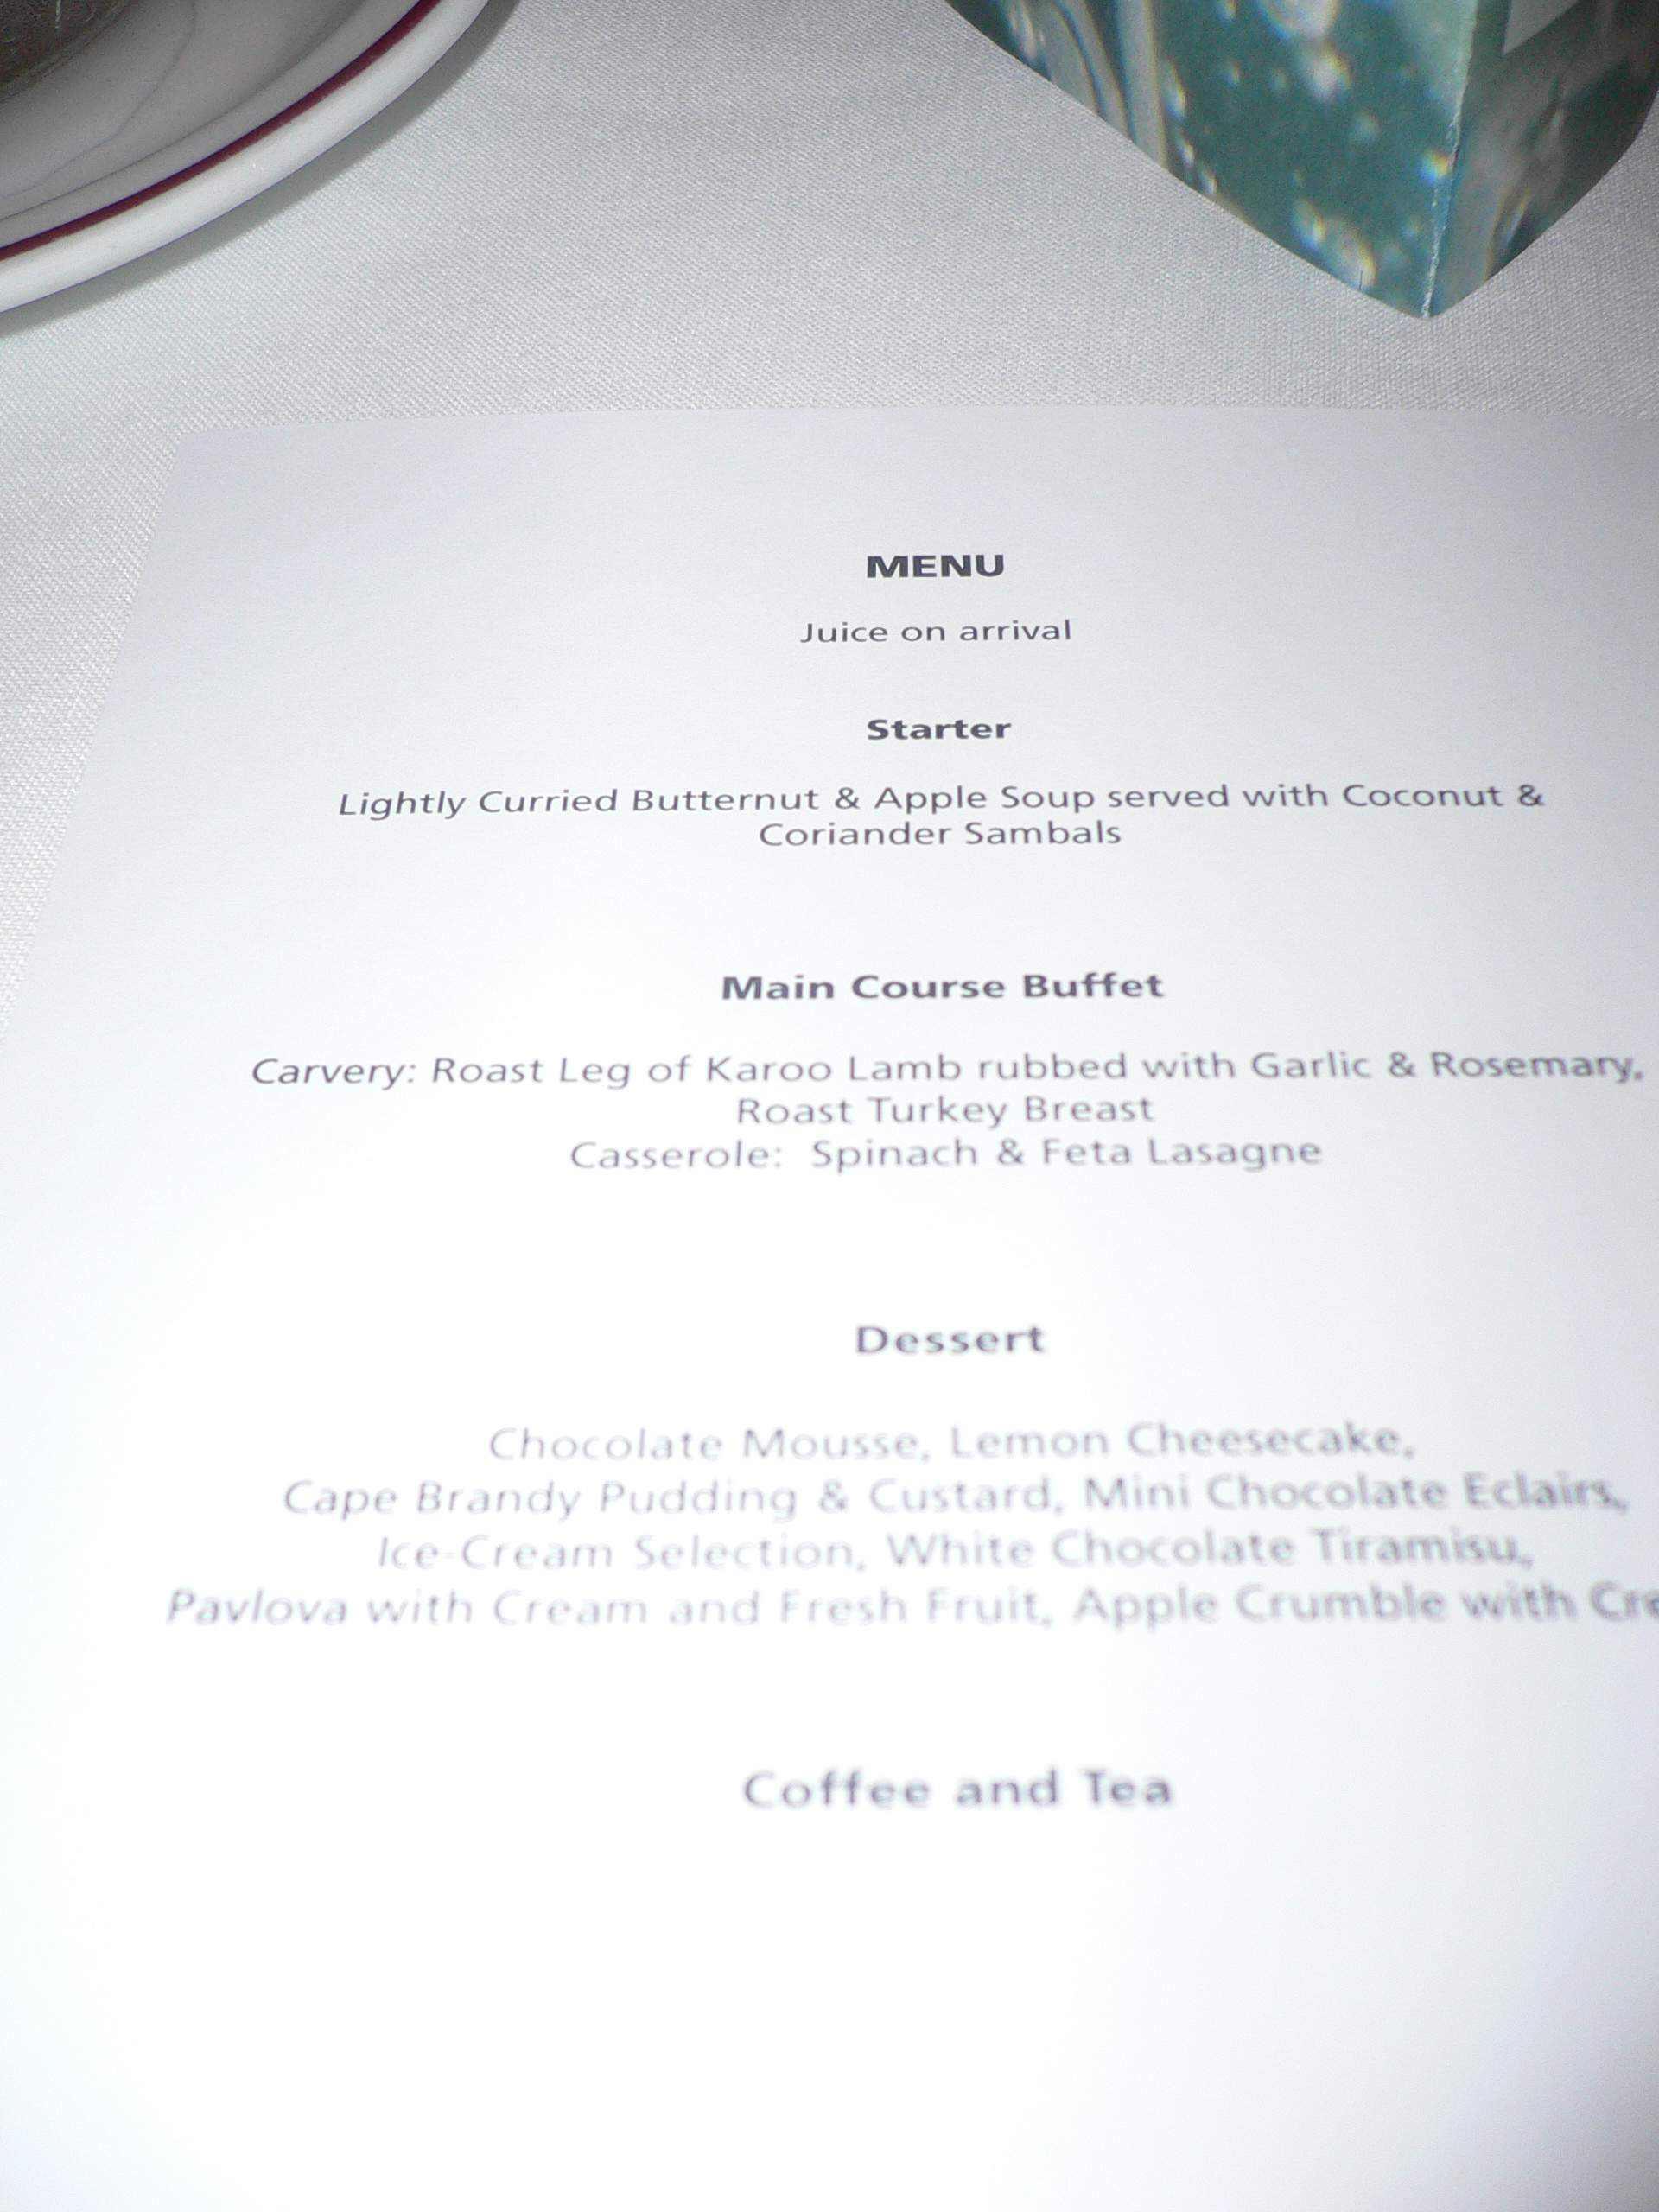 MENU
Juice on arrival
Starter
Lightly Curried Butternut & Apple Soup served with Coconut &
Coriander Sambals
Main Course Buffet
Carvery: Roast Leg of Karoo Lamb rubbed with Garlic & Rosemary,
Roast Turkey Breast
Casserole: Spinach & Feta Lasagne
Dessert
Chocolate Mousse, Lemon Cheesecake,
Cape Brandy Pudding & Custard, Mini Chocolate Eclairs,
Ice-Cream Selection, White Chocolate Tiramisu,
Pavlova with Cream and Fresh Fruit, Apple Crumble with
Coffee and Tea